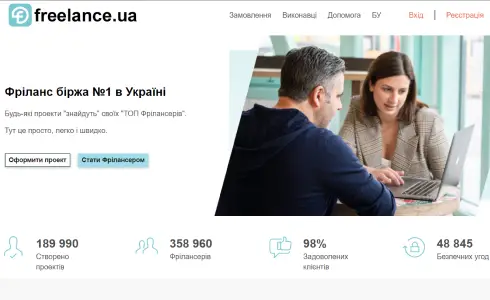 freelance.ua
Замовлення Виконавці Допомога БУ Вхід | Реєстрація
Фріланс біржа №1 в Україні
Будь-які проекти "знайдуть" своїх "ТОП Фрілансерів".
Тут це просто, легко і швидко.
Оформити проект Стати Фрілансером
189 990 358 960 98% 48 845
Створено Фрілансерів Задоволених Безпечних угод
проектів клієнтів